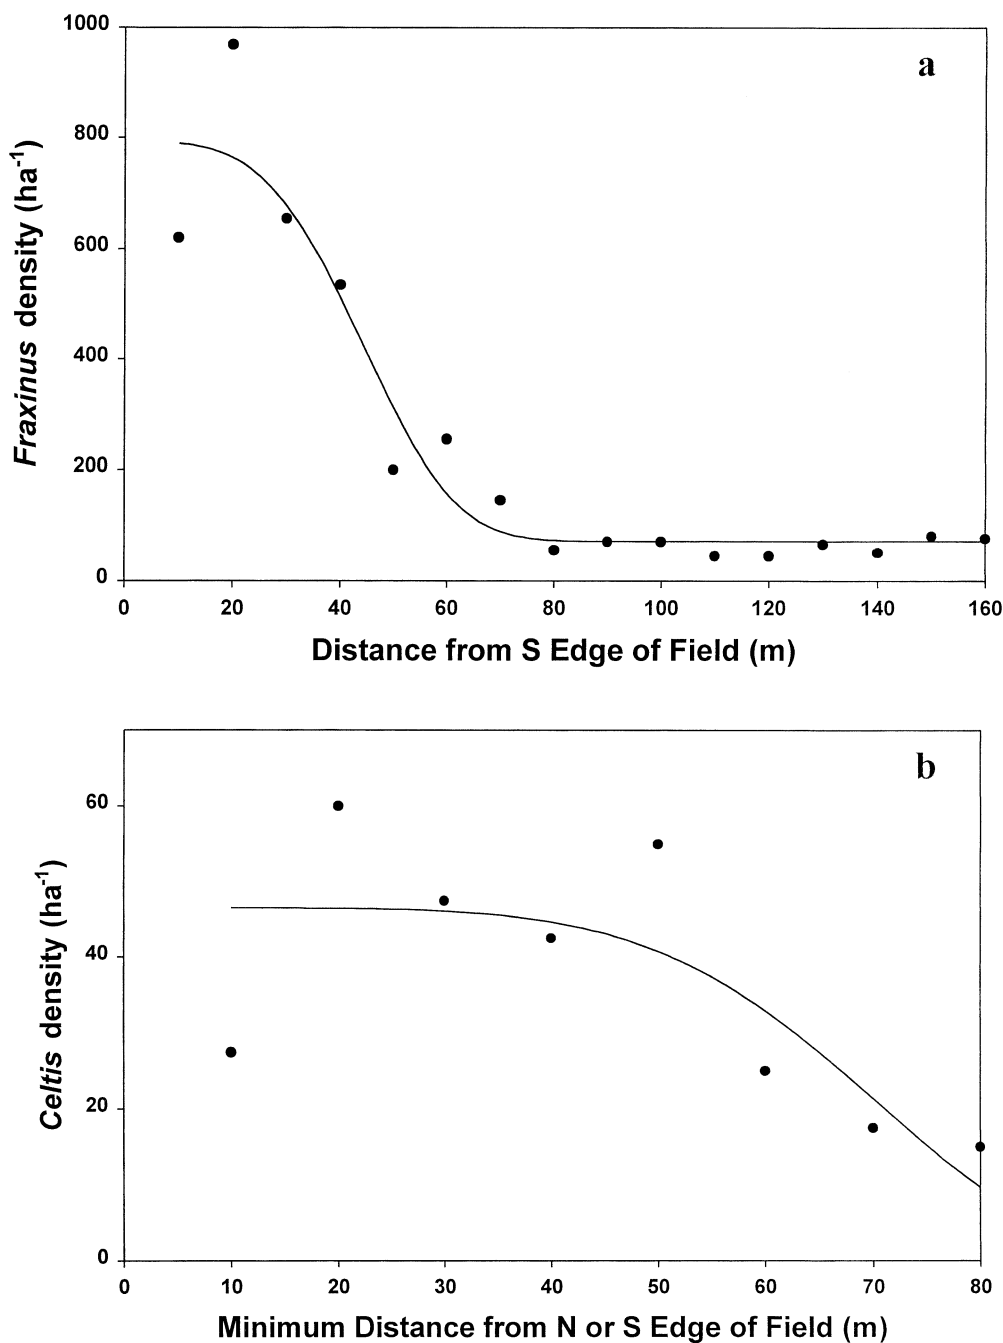 a
Fraxinus density (ha-1)
1000
800
600
400
200
0
0 20 40 60 80 100 120 140 160
Distance from S Edge of Field (m)
b
Celtis density (ha-1)
60
40
20
0
0 10 20 30 40 50 60 70 80
Minimum Distance from N or S Edge of Field (m)